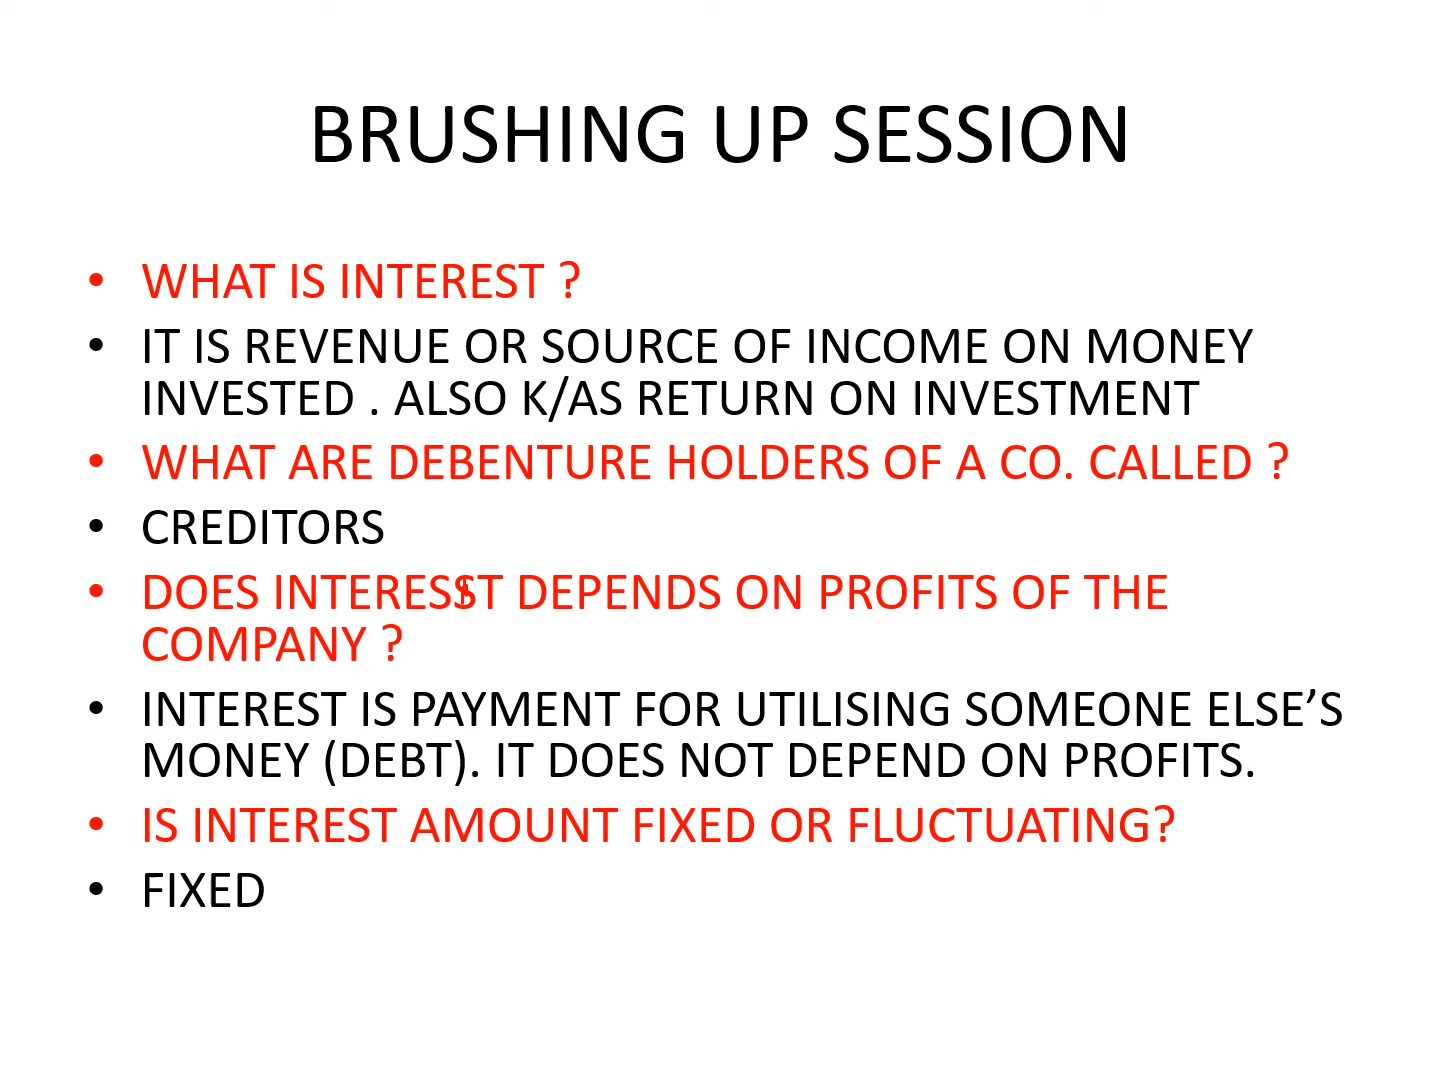 BRUSHING UP SESSION
• WHAT IS INTEREST ?
• IT IS REVENUE OR SOURCE OF INCOME ON MONEY
INVESTED . ALSO K/AS RETURN ON INVESTMENT
• WHAT ARE DEBENTURE HOLDERS OF A CO. CALLED ?
• CREDITORS
• DOES INTERESST DEPENDS ON PROFITS OF THE
COMPANY ?
• INTEREST IS PAYMENT FOR UTILISING SOMEONE ELSE’S
MONEY (DEBT). IT DOES NOT DEPEND ON PROFITS.
• IS INTEREST AMOUNT FIXED OR FLUCTUATING?
• FIXED